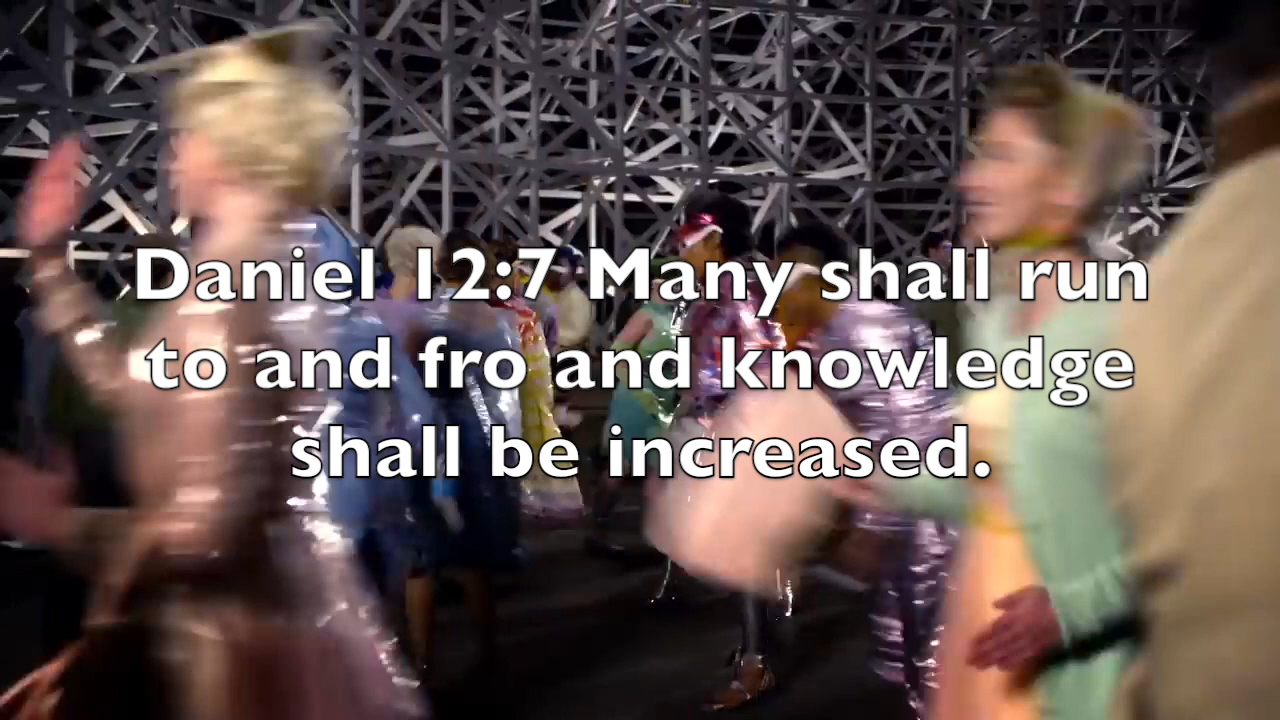 Daniel 12:7 Many shall run
to and fro and knowledge
shall be increased.